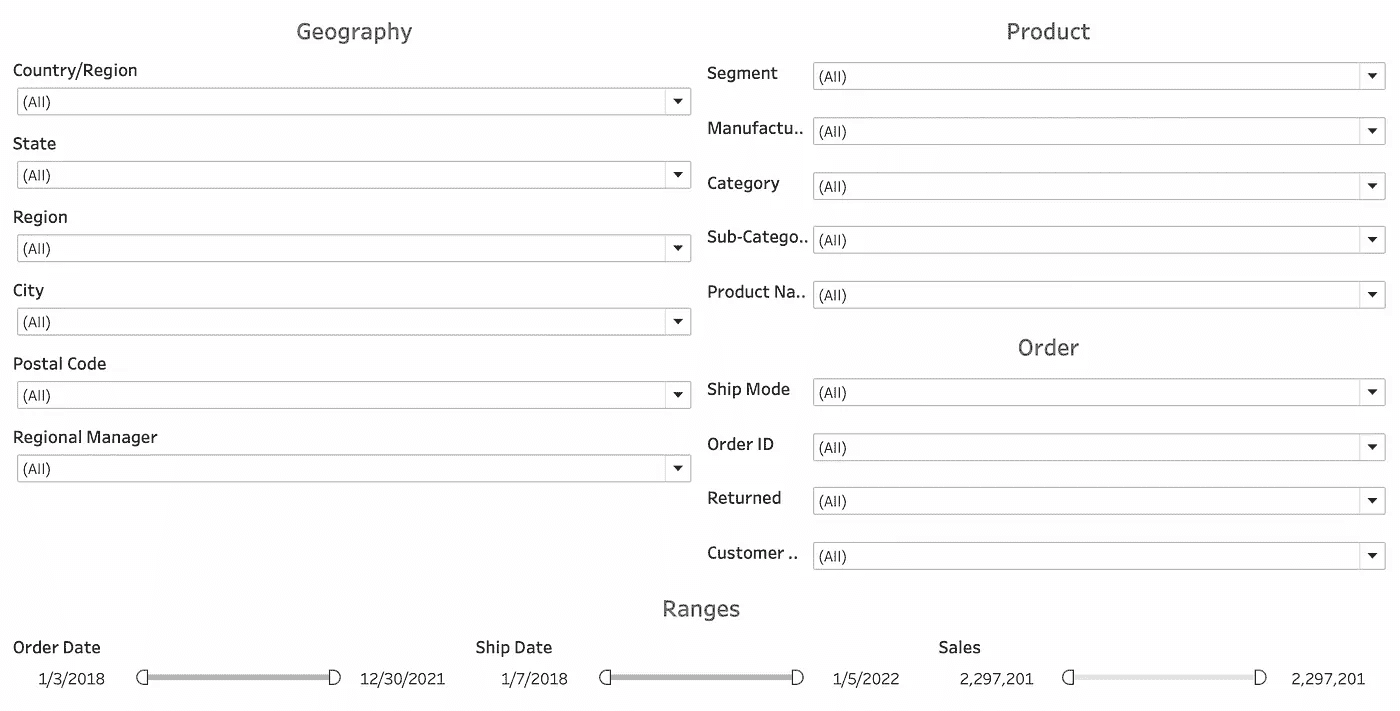 Geography
Country/Region
(All)
State
(All)
Region
(All)
City
(All)
Postal Code
(All)
Regional Manager
(All)
Product
Segment (All)
Manufactu.. (All)
Category (All)
Sub-Catego.. (All)
Product Na.. (All)
Order
Ship Mode (All)
Order ID (All)
Returned (All)
Customer .. (All)
Ranges
Order Date
1/3/2018 12/30/2021
Ship Date
1/7/2018 1/5/2022
Sales
2,297,201 2,297,201